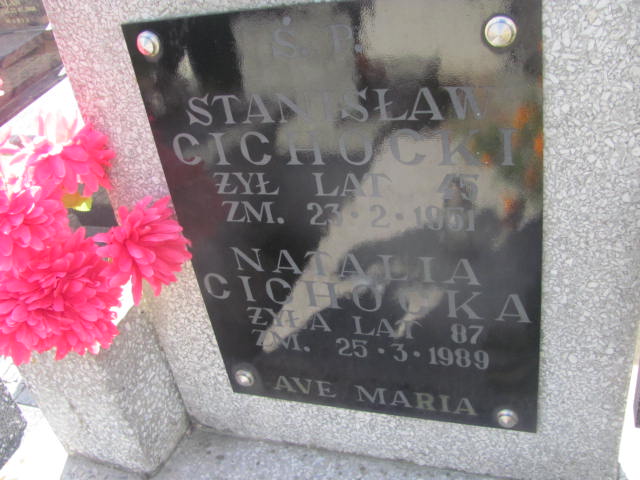 Ś. P.
STANISŁAW
CICHOCKI
ŻYŁ LAT 45
ZM. 23·2·1951
NATALIA
CICHOCKA
ŻYŁA LAT 87
ZM. 25·3·1989
AVE MARIA